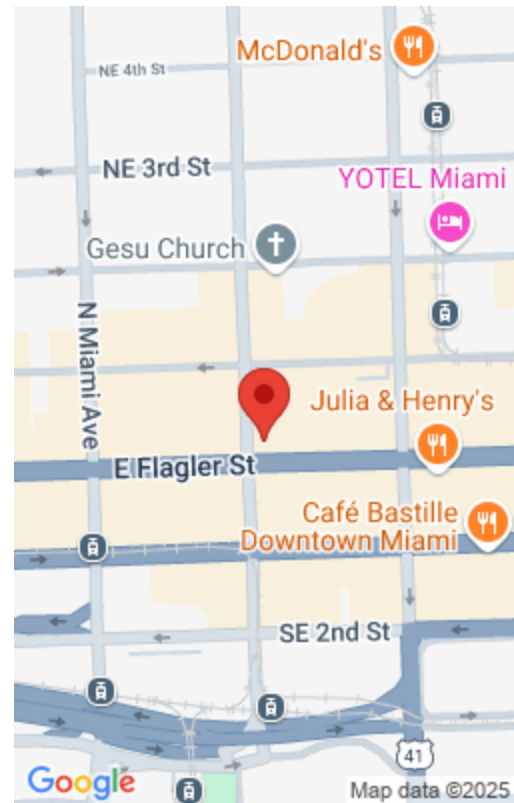 McDonald's
NE 4th St
NE 3rd St
YOTEL Miami
Gesu Church
N Miami Ave
Julia & Henry's
E Flagler St
Café Bastille
Downtown Miami
SE 2nd St
41
Google
Map data ©2025